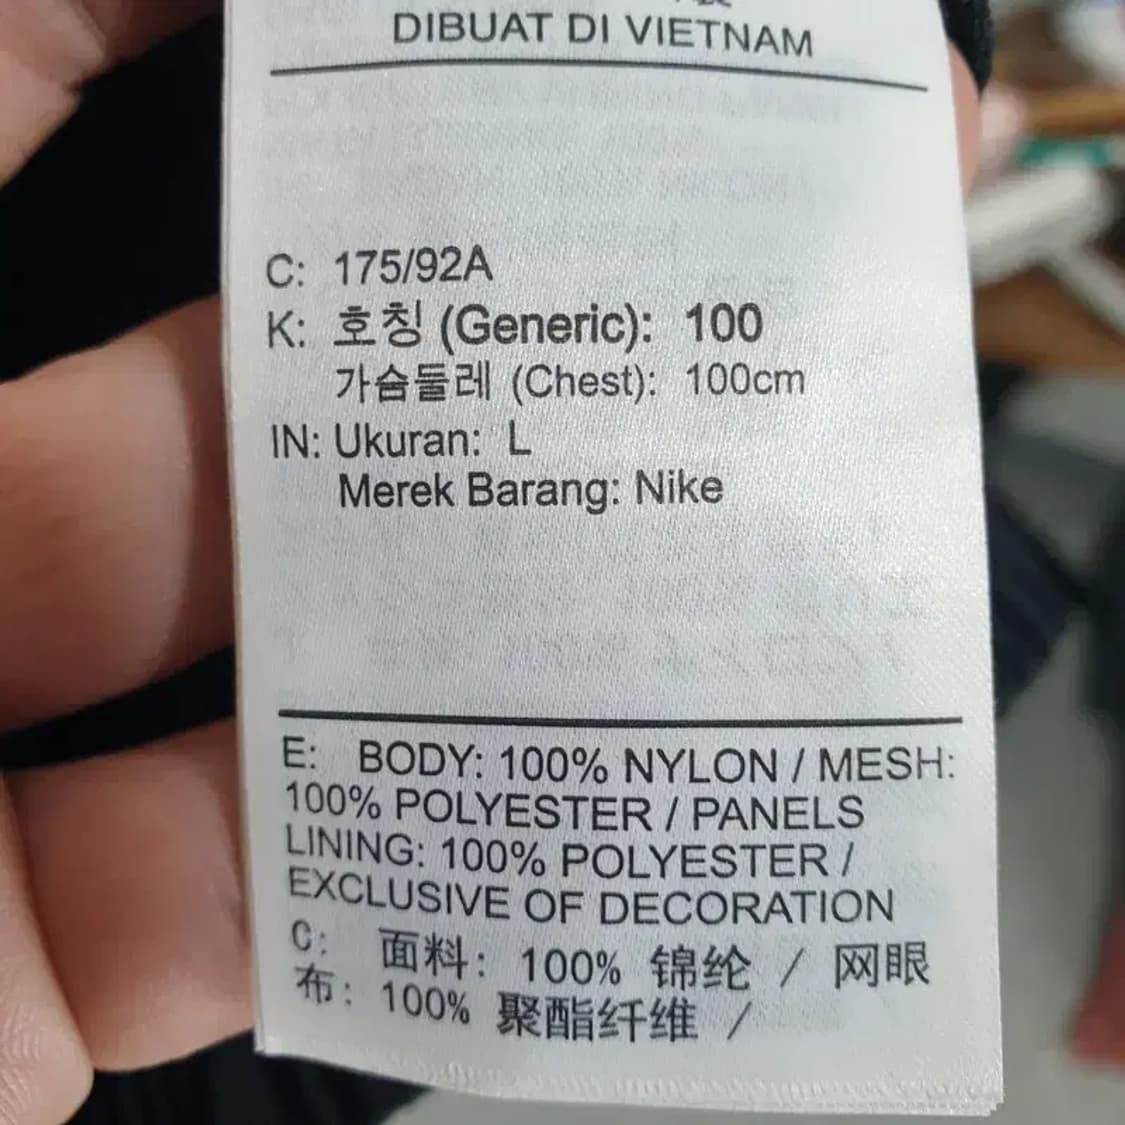 DIBUAT DI VIETNAM
C: 175/92A
K: 호칭 (Generic): 100
가슴둘레 (Chest): 100cm
IN: Ukuran: L
Merek Barang: Nike
E: BODY: 100% NYLON / MESH:
100% POLYESTER / PANELS
LINING: 100% POLYESTER /
EXCLUSIVE OF DECORATION
C: 面料: 100% 锦纶 / 网眼
布: 100% 聚酯纤维 /